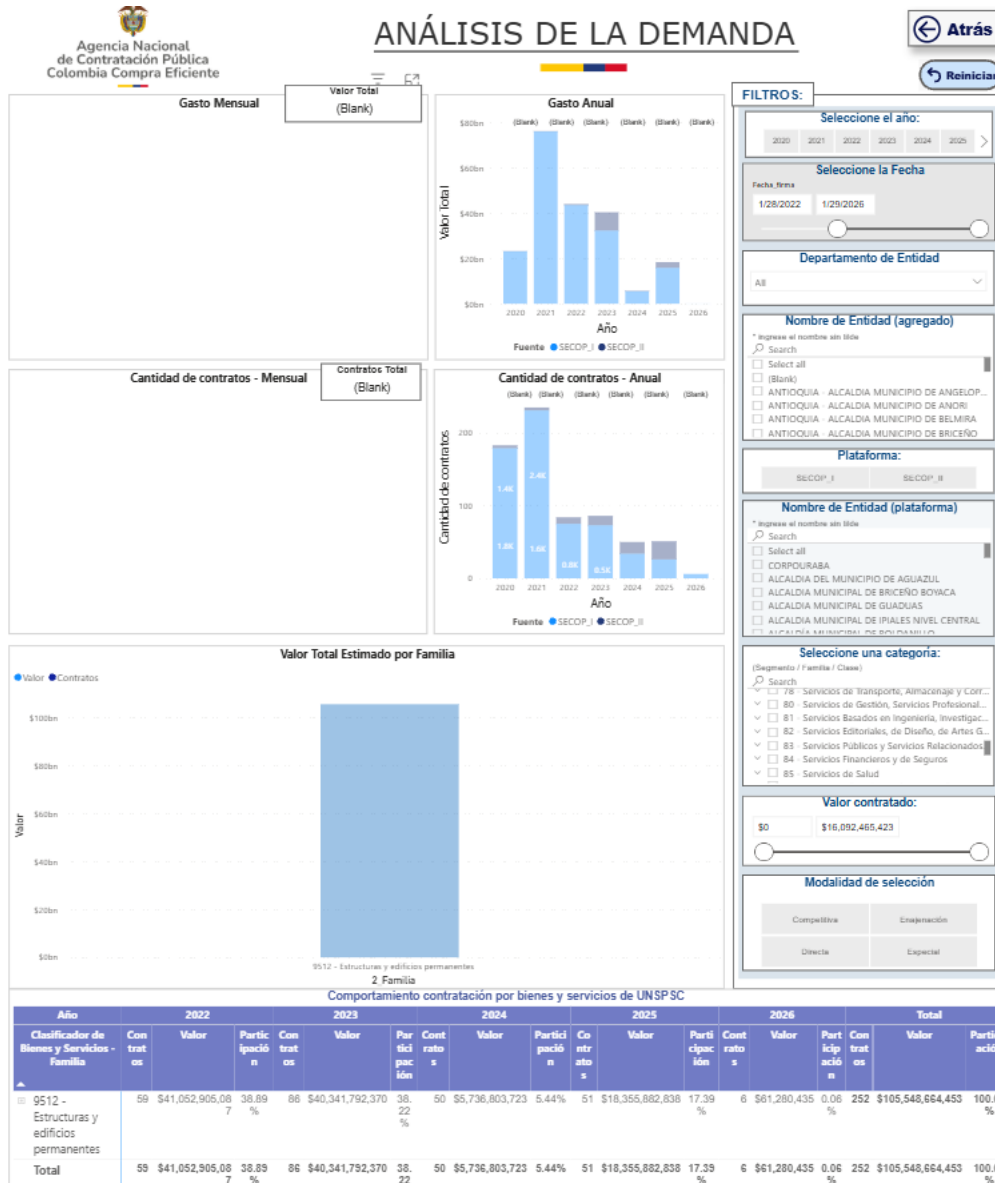 Agencia Nacional
de Contratación Pública
Colombia Compra Eficiente
ANÁLISIS DE LA DEMANDA
Atrás
Reiniciar
Gasto Mensual
Valor Total
(Blank)
Gasto Anual
(Blank) (Blank) (Blank) (Blank) (Blank) (Blank)
$80bn
$60bn
$40bn
$20bn
$0bn
Valor Total
2020 2021 2022 2023 2024 2025 2026
Año
Fuente SECOP_I SECOP_II
Cantidad de contratos - Mensual
Contratos Total
(Blank)
Cantidad de contratos - Anual
(Blank) (Blank) (Blank) (Blank) (Blank) (Blank)
200
100
0
Cantidad de contratos
1.4K
2.4K
1.8K
1.6K
0.8K
0.5K
2020 2021 2022 2023 2024 2025 2026
Año
Fuente SECOP_I SECOP_II
FILTROS:
Seleccione el año:
2020 2021 2022 2023 2024 2025
Seleccione la Fecha
Fecha_firma
1/28/2022 1/29/2026
Departamento de Entidad
All
Nombre de Entidad (agregado)
* Ingrese el nombre sin tilde
Search
Select all
(Blank)
ANTIOQUIA - ALCALDIA MUNICIPIO DE ANGELOP...
ANTIOQUIA - ALCALDIA MUNICIPIO DE ANORI
ANTIOQUIA - ALCALDIA MUNICIPIO DE BELMIRA
ANTIOQUIA - ALCALDIA MUNICIPIO DE BRICEÑO
Plataforma:
SECOP_I SECOP_II
Nombre de Entidad (plataforma)
* Ingrese el nombre sin tilde
Search
Select all
CORPOURABA
ALCALDIA DEL MUNICIPIO DE AGUAZUL
ALCALDIA MUNICIPAL DE BRICEÑO BOYACA
ALCALDIA MUNICIPAL DE GUADUAS
ALCALDIA MUNICIPAL DE IPIALES NIVEL CENTRAL
ALCALDÍA MUNICIPAL DE ROLDANILLO
Seleccione una categoría:
(Segmento / Familia / Clase)
Search
78 - Servicios de Transporte, Almacenaje y Corr...
80 - Servicios de Gestión, Servicios Profesional...
81 - Servicios Basados en Ingeniería, Investigac...
82 - Servicios Editoriales, de Diseño, de Artes G...
83 - Servicios Públicos y Servicios Relacionados
84 - Servicios Financieros y de Seguros
85 - Servicios de Salud
Valor contratado:
$0 $16,092,465,423
Modalidad de selección
Competitiva Enajenación
Directa Especial
Valor Total Estimado por Familia
Valor Contratos
$100bn
$80bn
$60bn
$40bn
$20bn
$0bn
Valor
9512 - Estructuras y edificios permanentes
2_Familia
Comportamiento contratación por bienes y servicios de UNSPSC
Año 2022 2023 2024 2025 2026 Total
Clasificador de Bienes y Servicios - Familia Contratos Valor Participación Contratos Valor Participación Contratos Valor Participación Contratos Valor Participación Contratos Valor Participación Contratos Valor
9512 - Estructuras y edificios permanentes 59 $41,052,905,087 38.89% 86 $40,341,792,370 38.22% 50 $5,736,803,723 5.44% 51 $18,355,882,838 17.39% 6 $61,280,435 0.06% 252 $105,548,664,453
Total 59 $41,052,905,087 38.89% 86 $40,341,792,370 38.22 50 $5,736,803,723 5.44% 51 $18,355,882,838 17.39% 6 $61,280,435 0.06% 252 $105,548,664,453